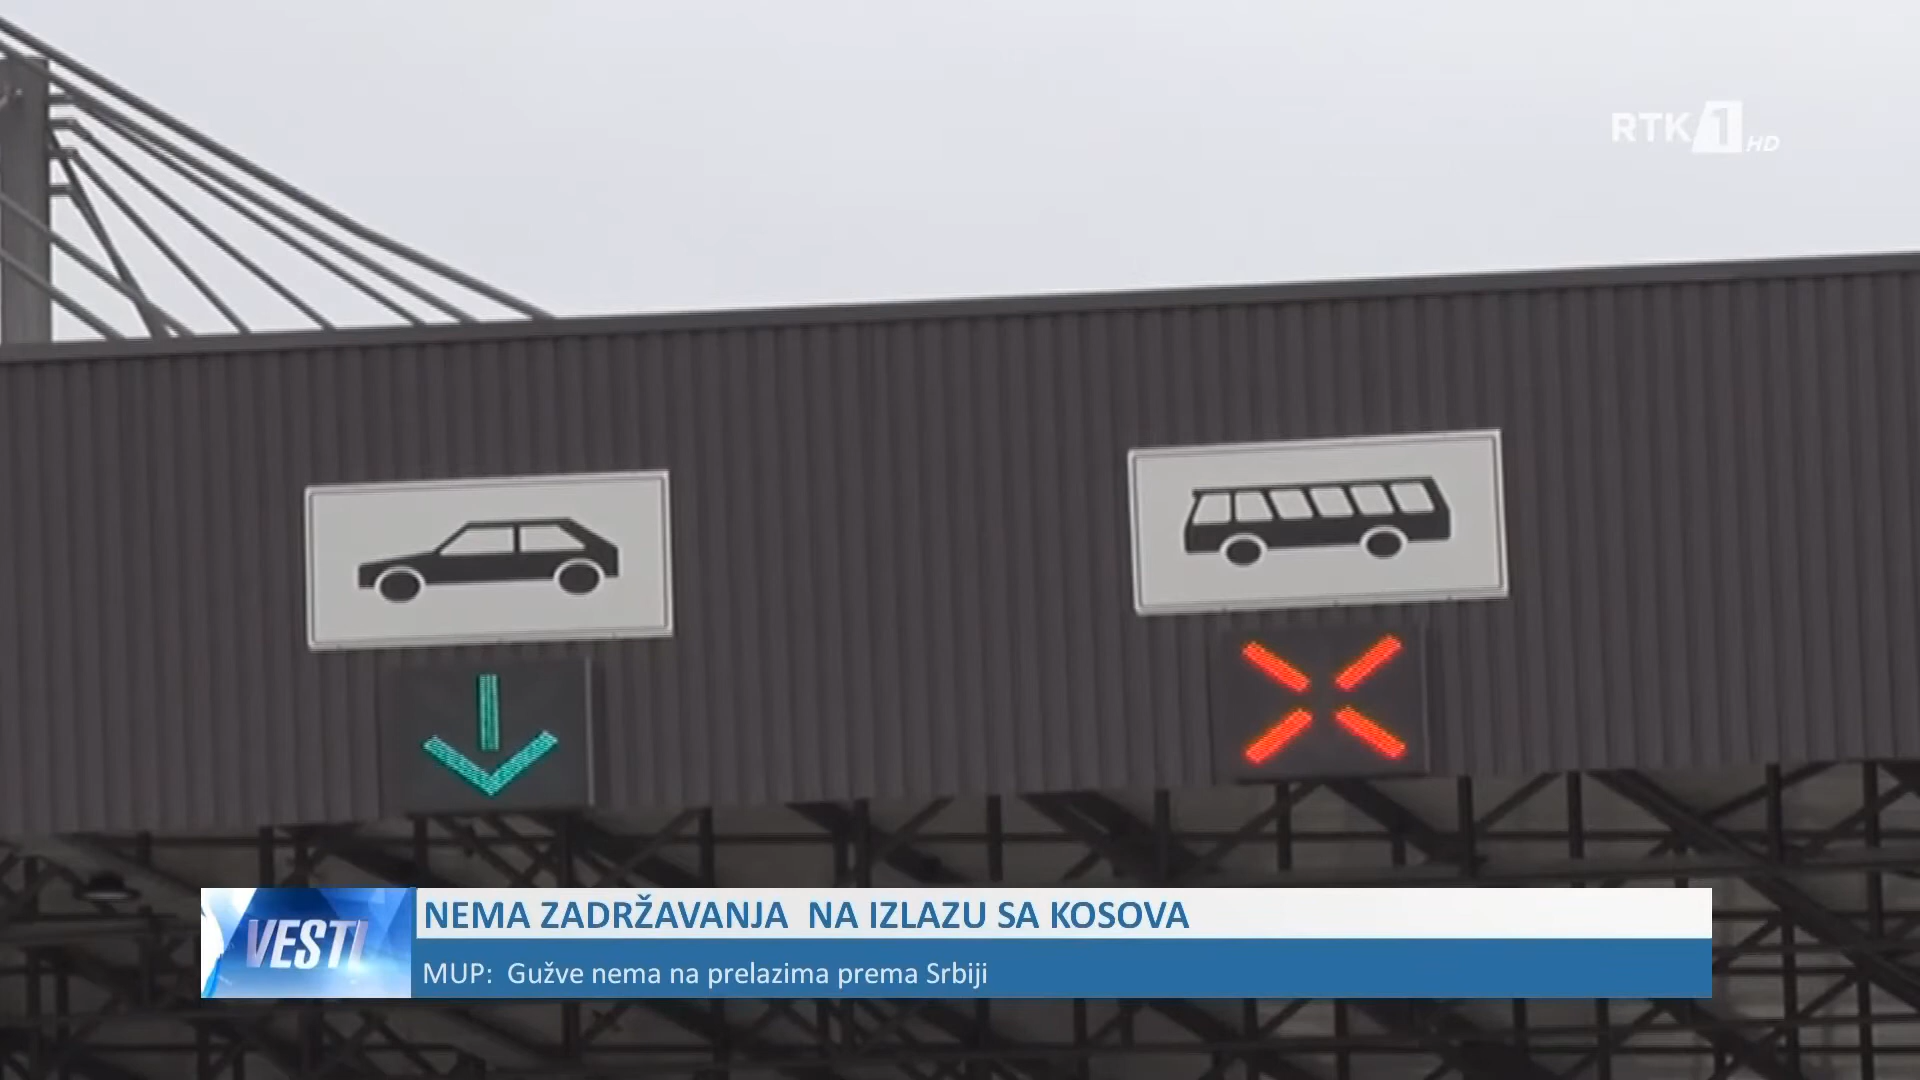 RTK 1 HD
NEMA ZADRŽAVANJA  NA IZLAZU SA KOSOVA
VESTI
MUP:  Gužve nema na prelazima prema Srbiji